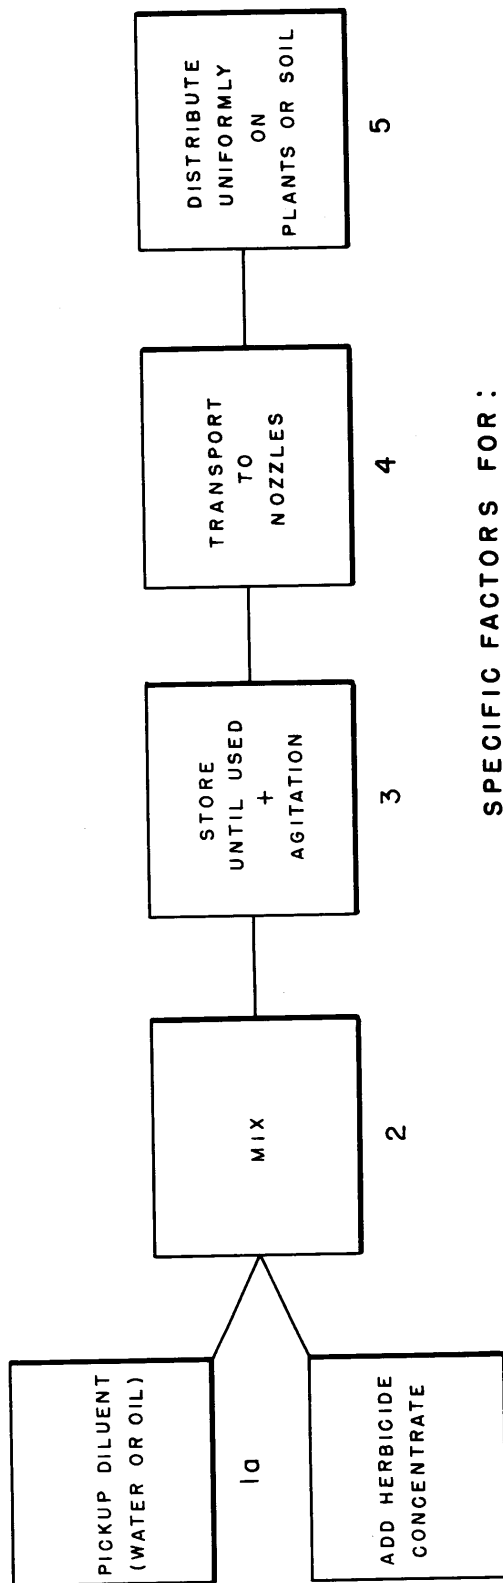 PICKUP DILUENT
(WATER OR OIL)
1a
ADD HERBICIDE
CONCENTRATE
MIX
2
STORE
UNTIL USED
+
AGITATION
3
TRANSPORT
TO
NOZZLES
4
DISTRIBUTE
UNIFORMLY
ON
PLANTS OR SOIL
5
SPECIFIC FACTORS FOR: